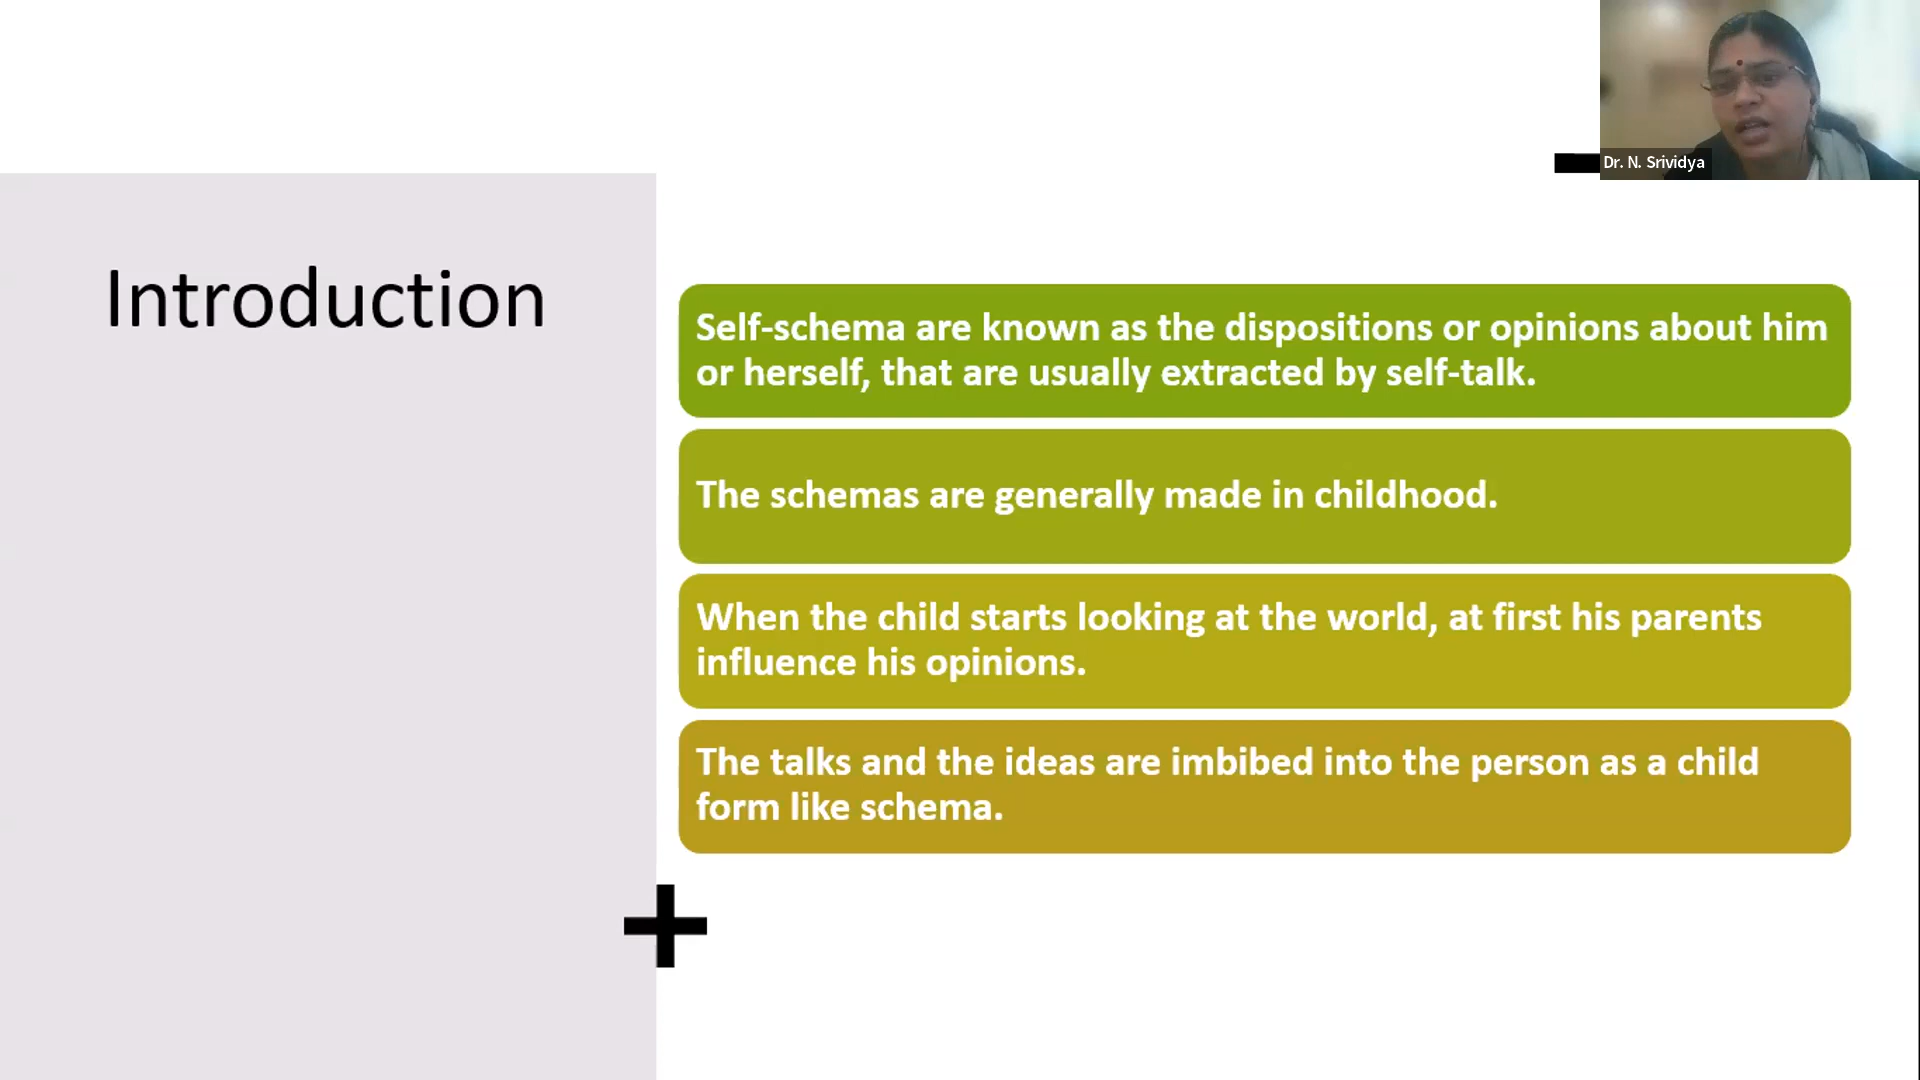 Dr. N. Srividya
Introduction
Self-schema are known as the dispositions or opinions about him
or herself, that are usually extracted by self-talk.
The schemas are generally made in childhood.
When the child starts looking at the world, at first his parents
influence his opinions.
The talks and the ideas are imbibed into the person as a child
form like schema.